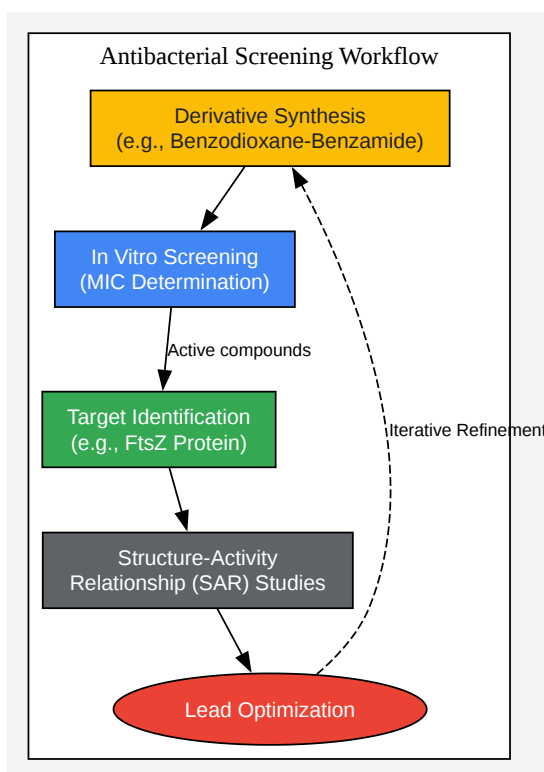 Antibacterial Screening Workflow
Derivative Synthesis
(e.g., Benzodioxane-Benzamide)
In Vitro Screening
(MIC Determination)
Active compounds
Target Identification
(e.g., FtsZ Protein)
Iterative Refinement
Structure-Activity
Relationship (SAR) Studies
Lead Optimization